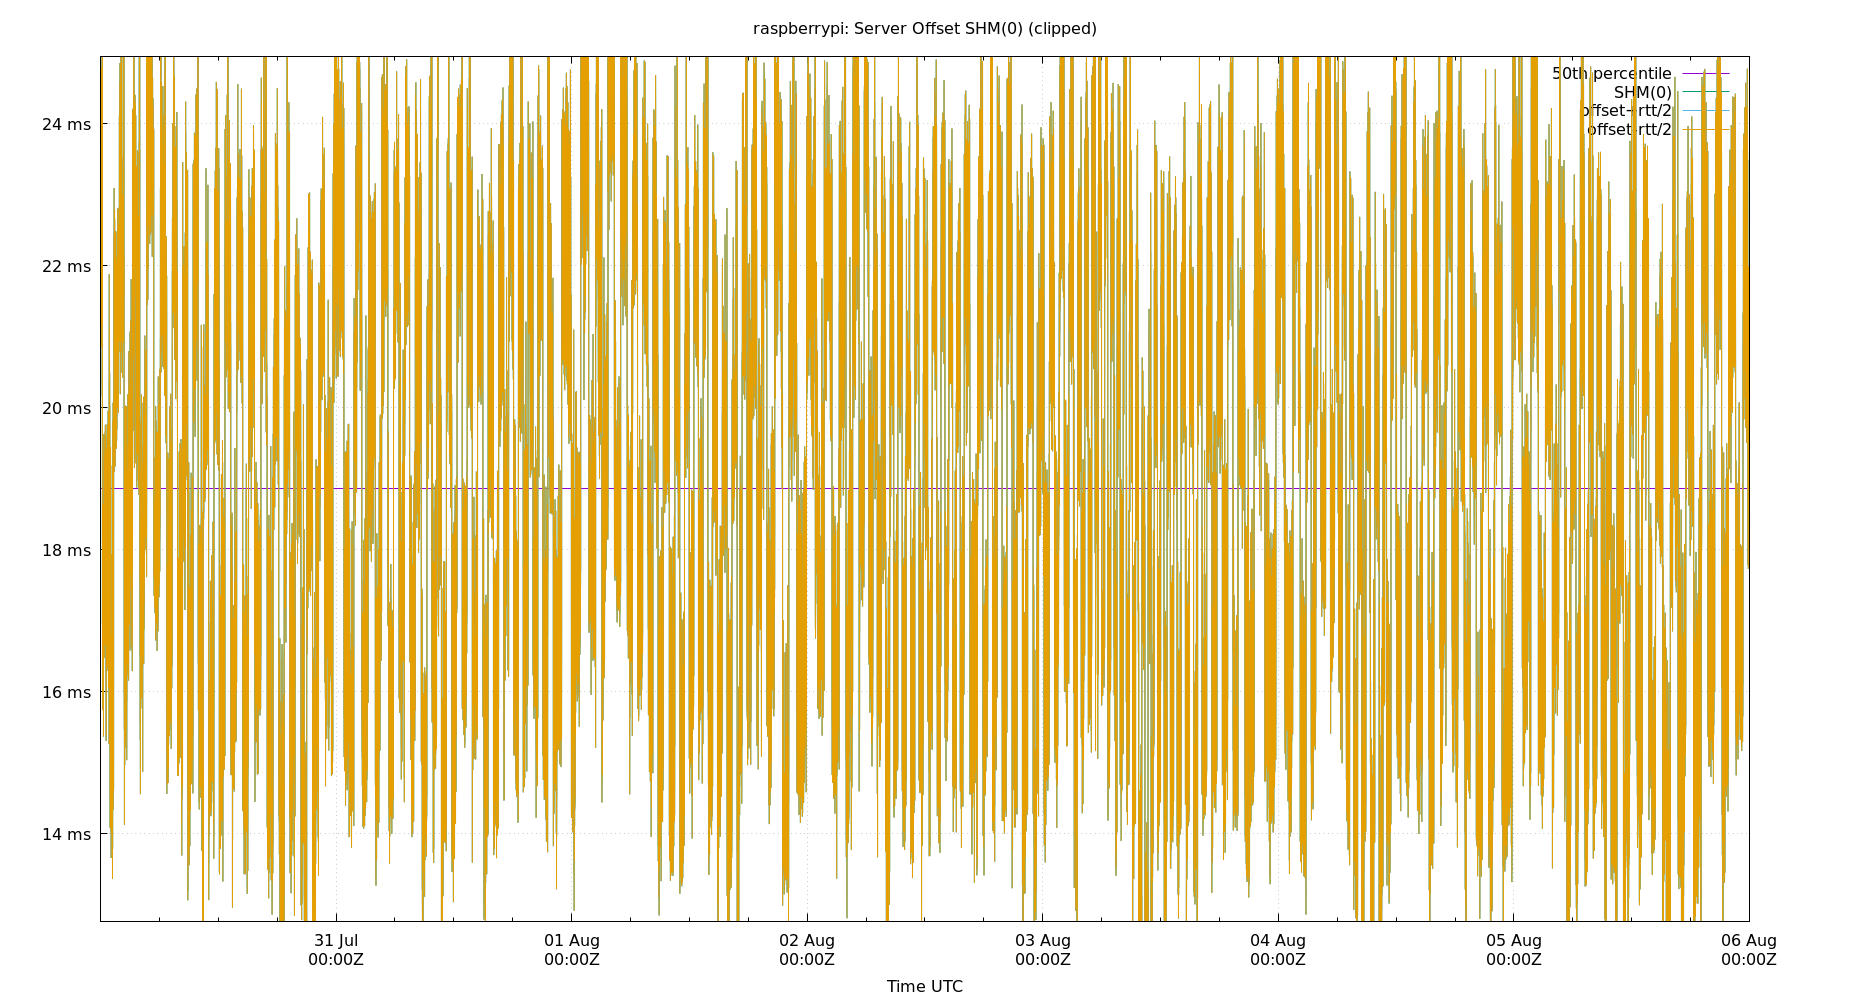 raspberrypi: Server Offset SHM(0) (clipped)
50th percentile
SHM(0)
offset-rtt/2
offset-rtt/2
24 ms
22 ms
20 ms
18 ms
16 ms
14 ms
31 Jul
00:00Z
01 Aug
00:00Z
02 Aug
00:00Z
03 Aug
00:00Z
04 Aug
00:00Z
05 Aug
00:00Z
06 Aug
00:00Z
Time UTC